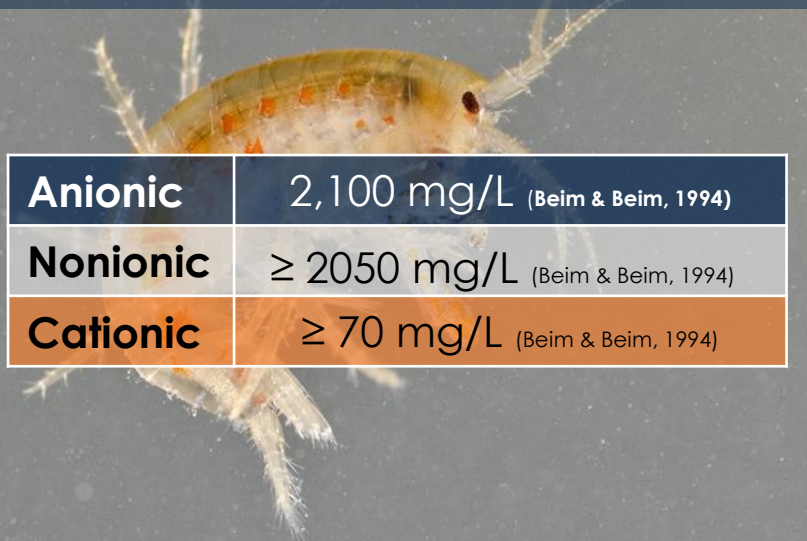 Anionic 2,100 mg/L (Beim & Beim, 1994)
Nonionic ≥ 2050 mg/L (Beim & Beim, 1994)
Cationic ≥ 70 mg/L (Beim & Beim, 1994)